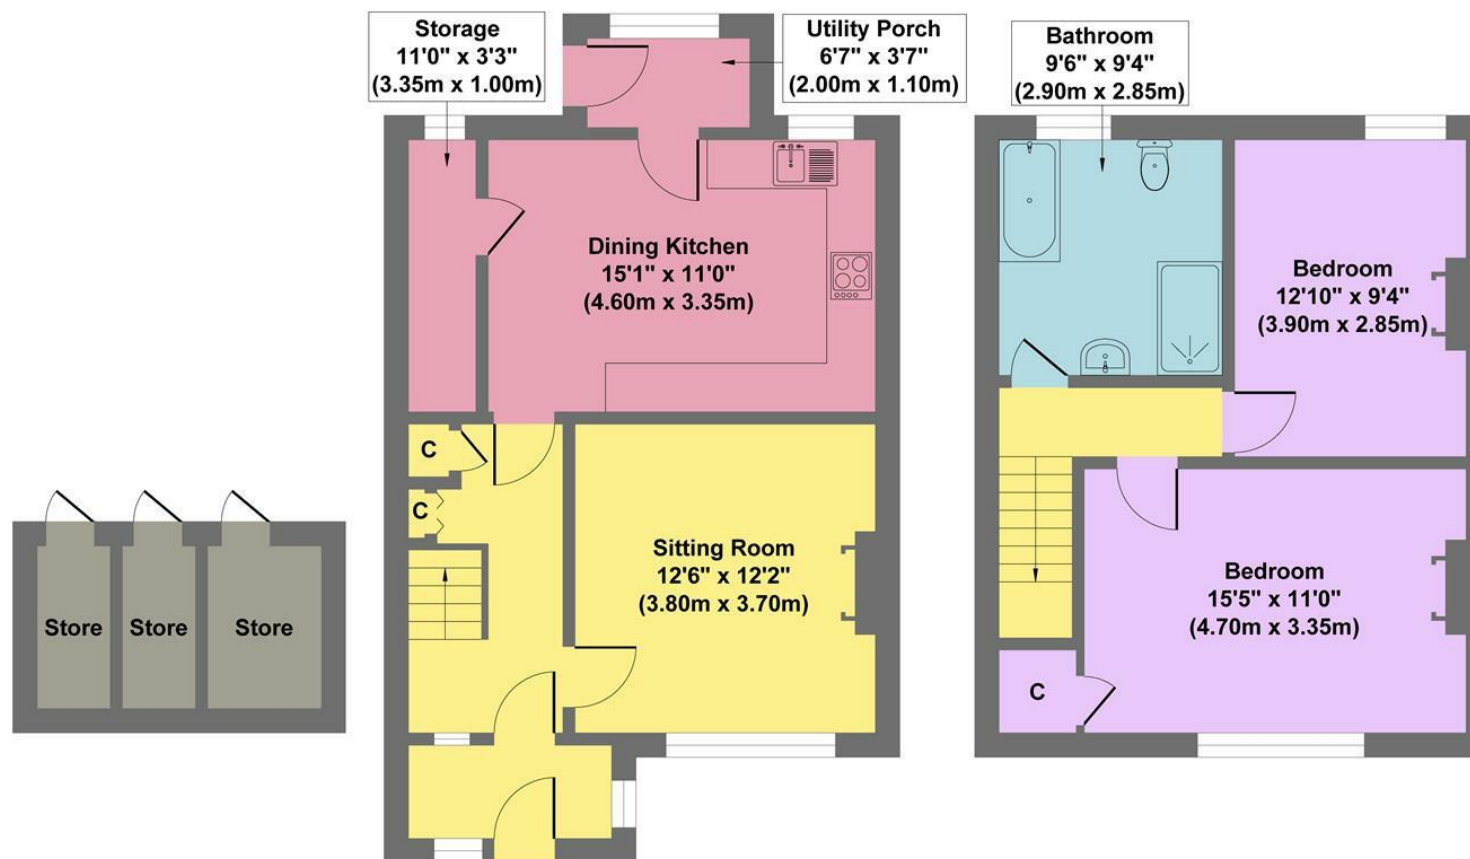 Storage
11'0" x 3'3"
(3.35m x 1.00m)
Utility Porch
6'7" x 3'7"
(2.00m x 1.10m)
Bathroom
9'6" x 9'4"
(2.90m x 2.85m)
Dining Kitchen
15'1" x 11'0"
(4.60m x 3.35m)
Bedroom
12'10" x 9'4"
(3.90m x 2.85m)
C
C
Sitting Room
12'6" x 12'2"
(3.80m x 3.70m)
Bedroom
15'5" x 11'0"
(4.70m x 3.35m)
Store
Store
Store
C